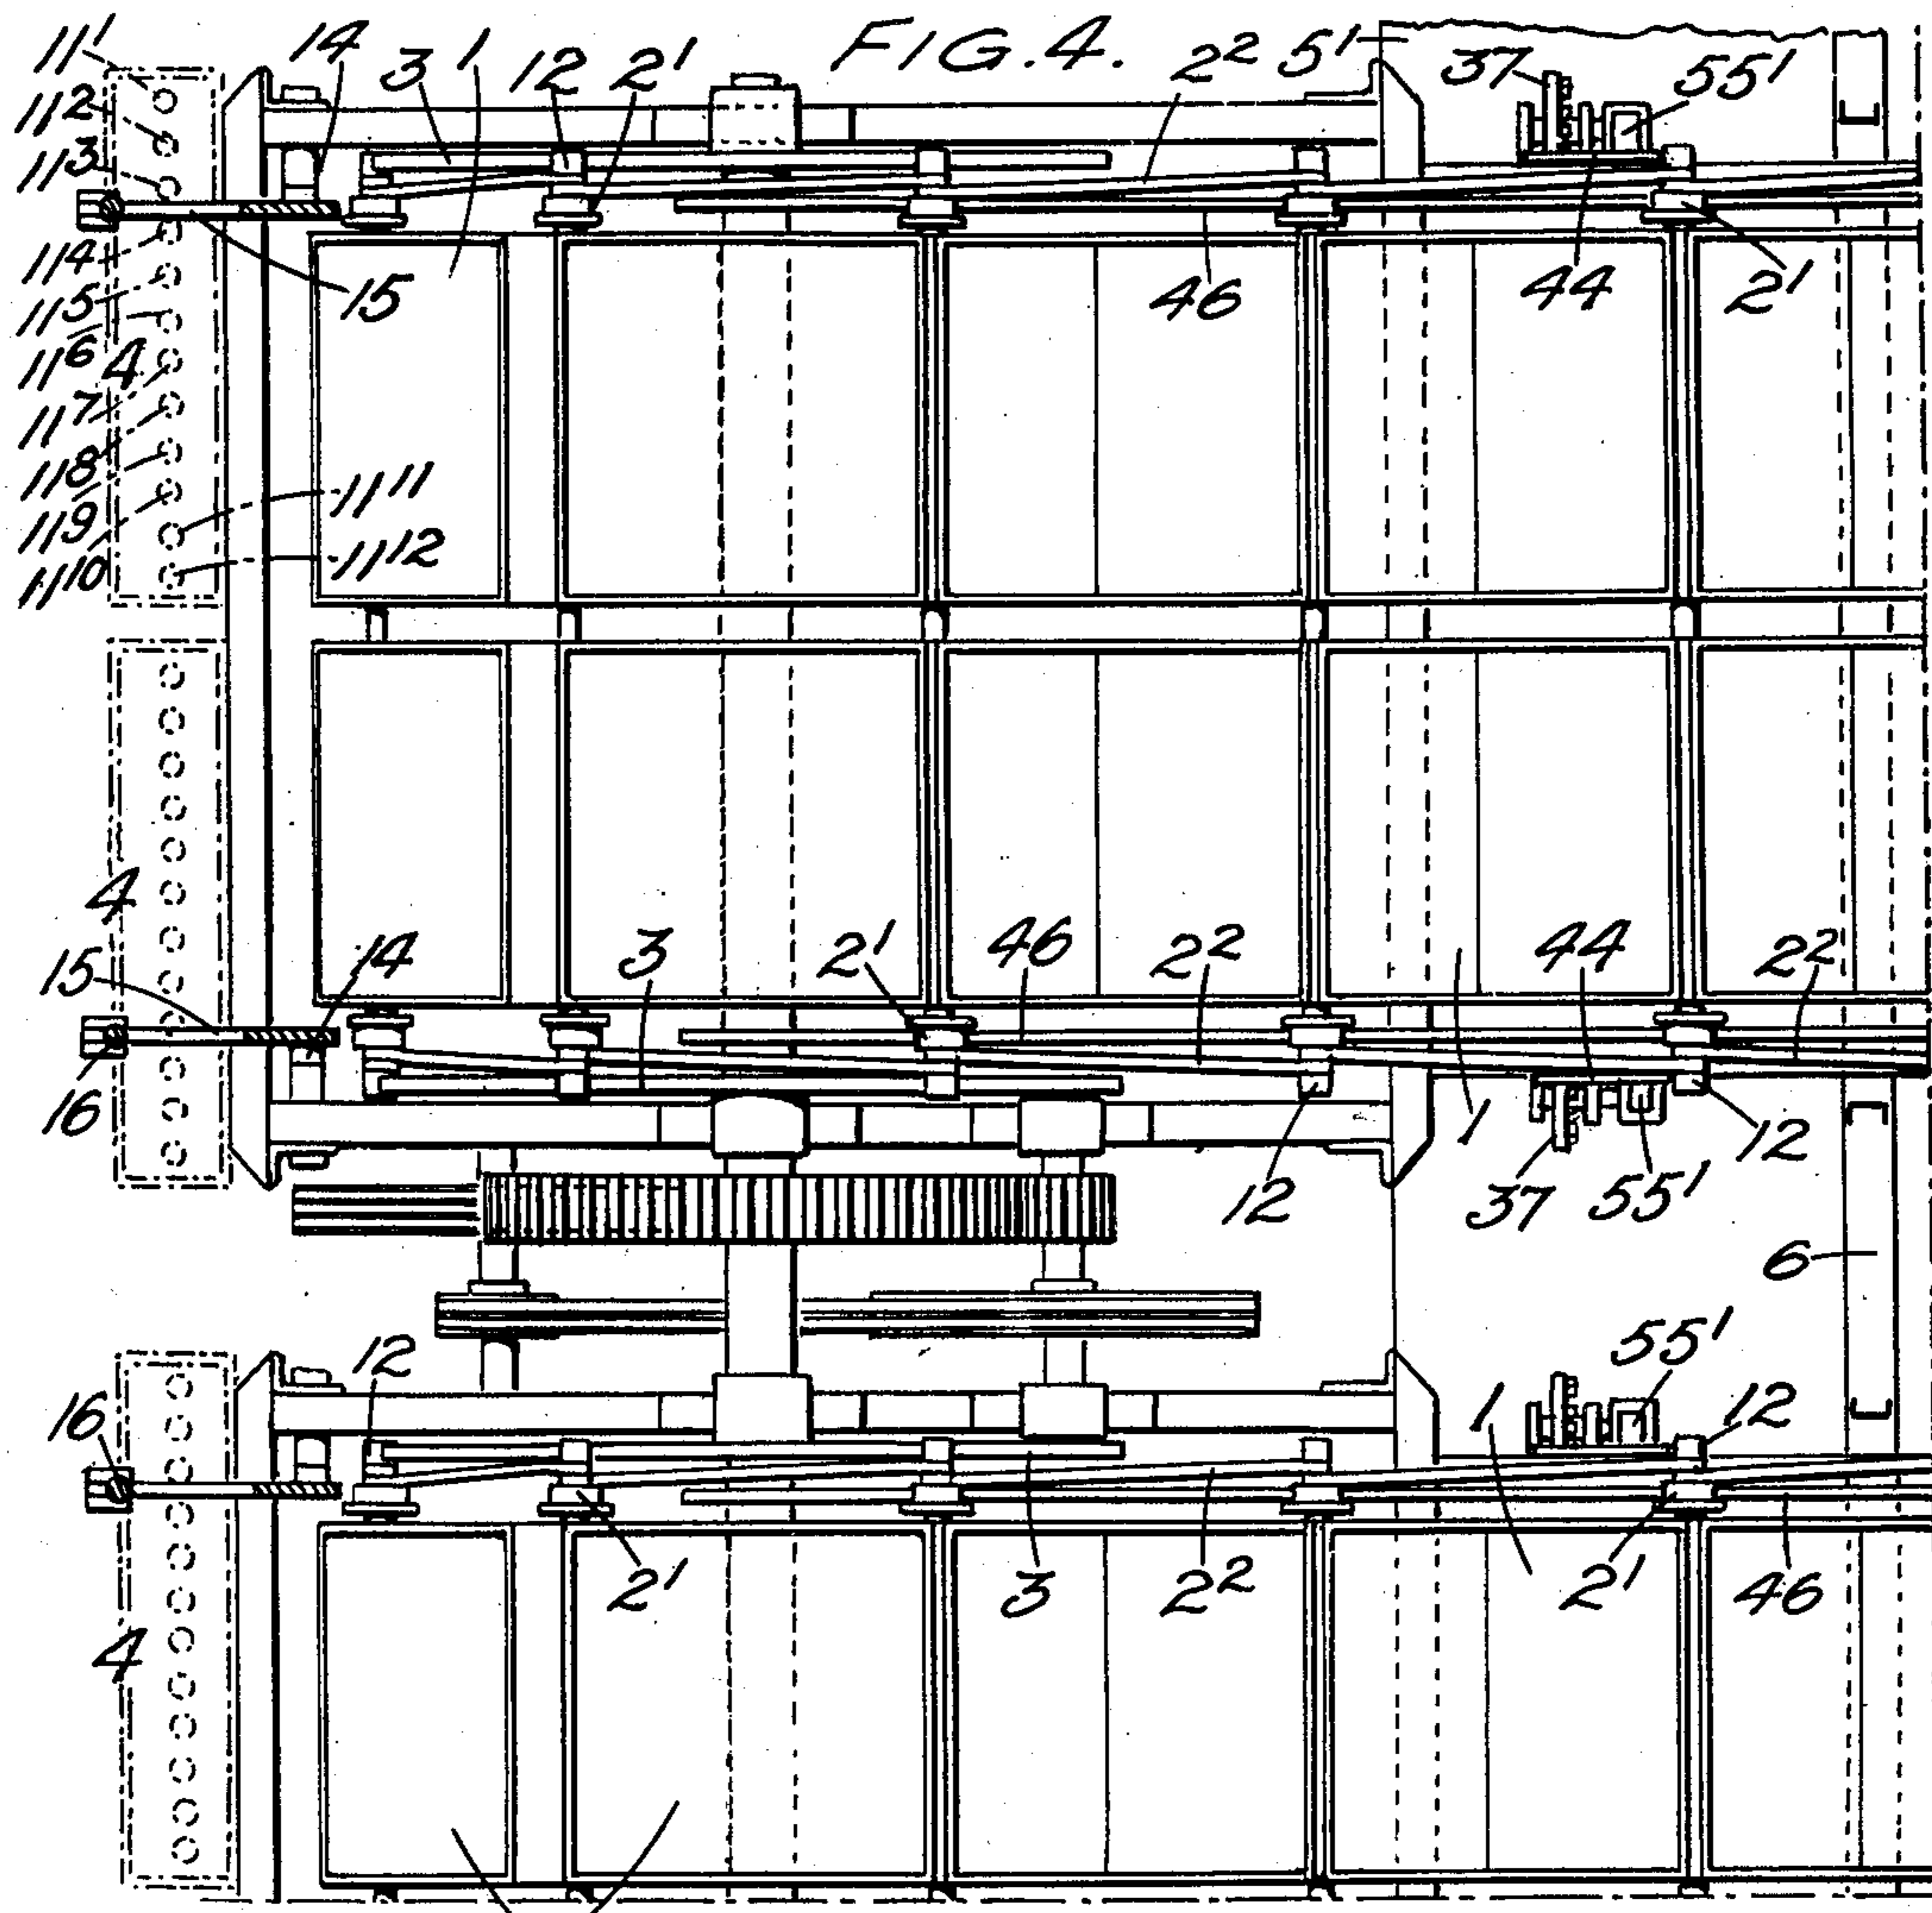 FIG. 4.
11¹ 14 3 1 12 2¹ 2² 5¹ 37 55¹
11²
11³
11⁴ 15 46 44 2¹
11⁵
11⁶ 4
11⁷
11⁸ 11¹¹
11⁹ 11¹²
11¹⁰
4
15 14 3 2¹ 46 2² 1 44 2²
16 12 37 55¹ 12
6
16 12 55¹ 1 12
4 2¹ 3 2² 2¹ 46